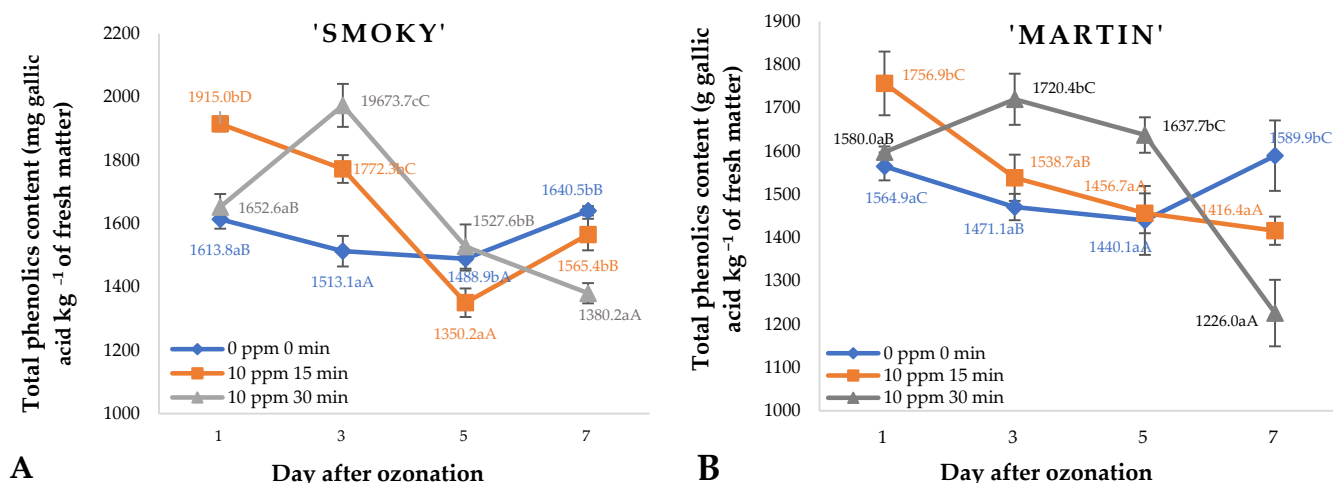 'SMOKY'
Total phenolics content (mg gallic
acid kg ⁻¹ of fresh matter
2200
2000
1800
1600
1400
1200
1000
1915.0bD
19673.7cC
1772.3bC
1652.6aB
1613.8aB
1513.1aA
1527.6bB
1488.9bA
1350.2aA
1640.5bB
1565.4bB
1380.2aA
0 ppm 0 min
10 ppm 15 min
10 ppm 30 min
1 3 5 7
Day after ozonation
A
'MARTIN'
Total phenolics content (g gallic
acid kg⁻¹ of fresh matter
1900
1800
1700
1600
1500
1400
1300
1200
1100
1000
1756.9bC
1720.4bC
1637.7bC
1589.9bC
1580.0aB
1564.9aC
1538.7aB
1471.1aB
1456.7aA
1440.1aA
1416.4aA
1226.0aA
0 ppm 0 min
10 ppm 15 min
10 ppm 30 min
1 3 5 7
Day after ozonation
B